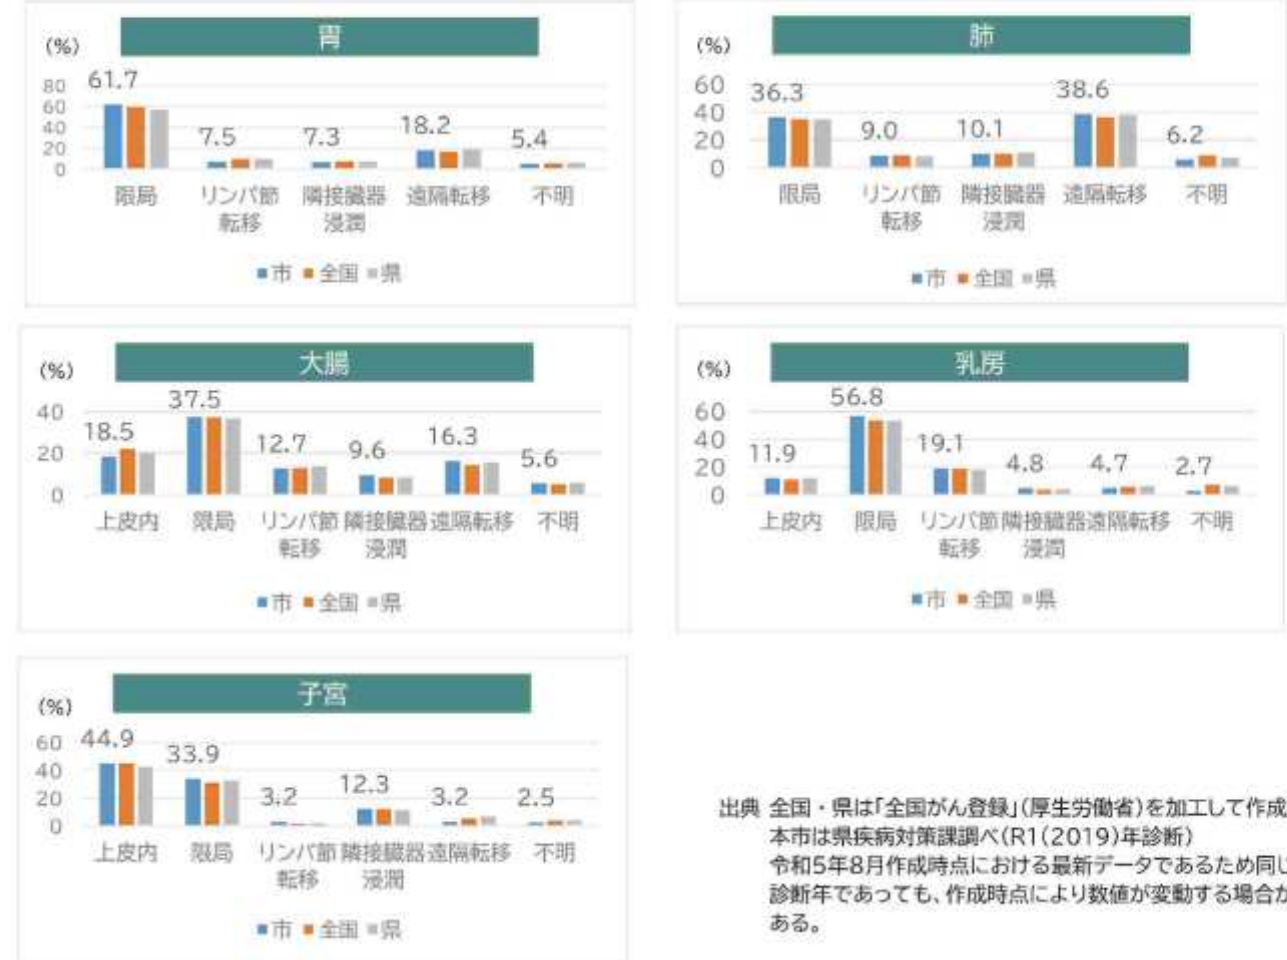 胃
(%)
61.7
80
60
40
20
0
7.5
7.3
18.2
5.4
限局
リンパ節
転移
隣接臓器
浸潤
遠隔転移
不明
■市 ■全国 ■県
肺
(%)
60
40
20
0
36.3
9.0
10.1
38.6
6.2
限局
リンパ節
転移
隣接臓器
浸潤
遠隔転移
不明
■市 ■全国 ■県
大腸
(%)
40
20
0
18.5
37.5
12.7
9.6
16.3
5.6
上皮内
限局
リンパ節
転移
隣接臓器
浸潤
遠隔転移
不明
■市 ■全国 ■県
乳房
(%)
60
40
20
0
11.9
56.8
19.1
4.8
4.7
2.7
上皮内
限局
リンパ節
転移
隣接臓器
浸潤
遠隔転移
不明
■市 ■全国 ■県
子宮
(%)
60
40
20
0
44.9
33.9
3.2
12.3
3.2
2.5
上皮内
限局
リンパ節
転移
隣接臓器
浸潤
遠隔転移
不明
■市 ■全国 ■県
出典 全国・県は「全国がん登録」(厚生労働省)を加工して作成
本市は県疾病対策課調べ(R1(2019)年診断)
令和5年8月作成時点における最新データであるため同じ
診断年であっても、作成時点により数値が変動する場合が
ある。